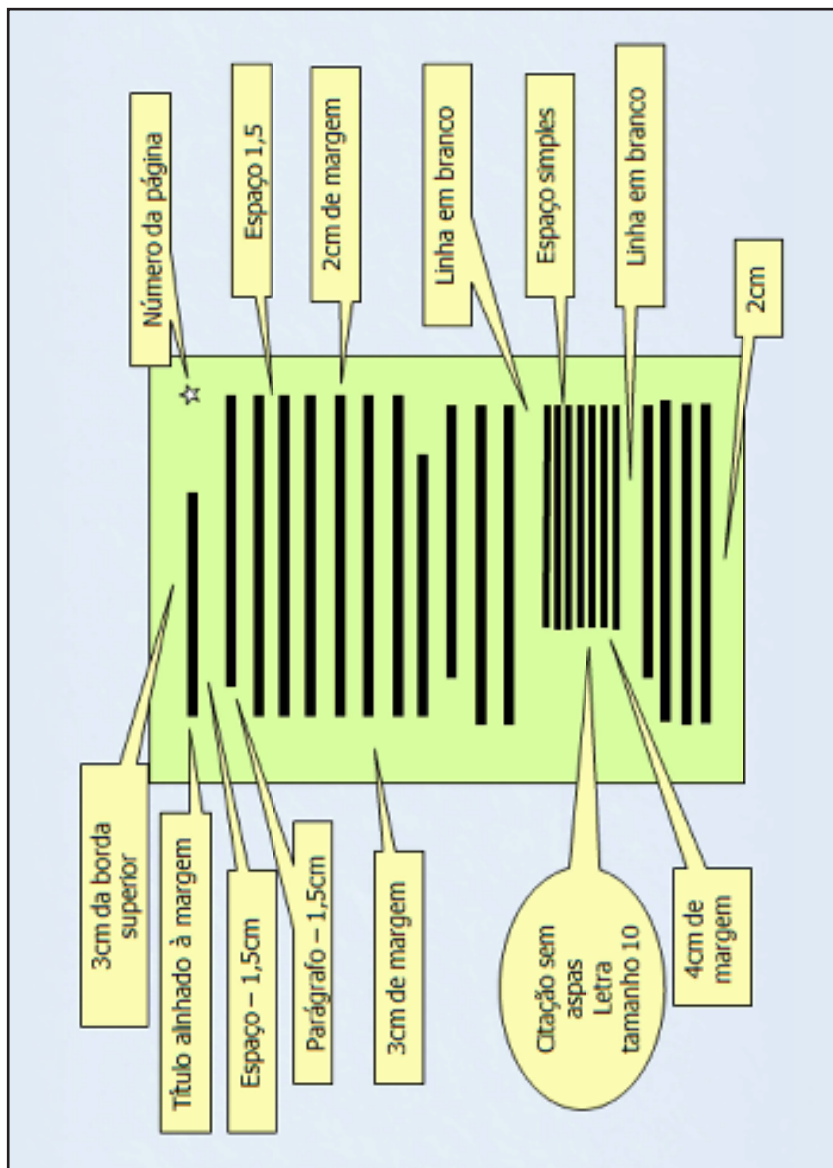 3cm da borda
superior
Título alnhado à margem
Espaço – 1,5cm
Parágrafo – 1,5cm
3cm de margem
Citação sem
aspas
Letra
tamanho 10
4cm de
margem
Número da página
Espaço 1,5
2cm de margem
Linha em branco
Espaço simples
Linha em branco
2cm